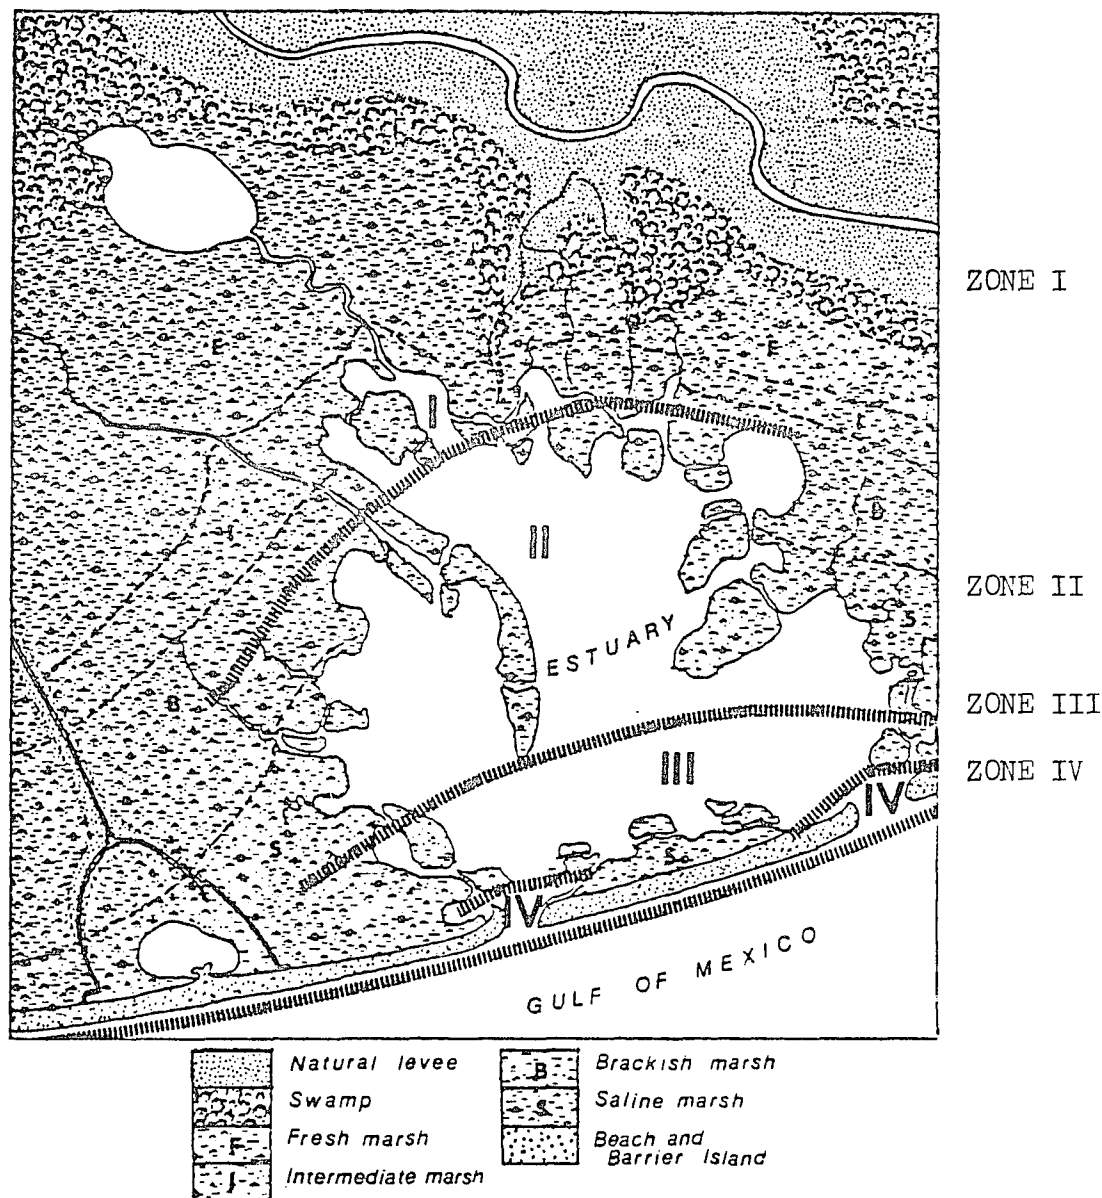 ZONE I
F
F
I
I
II
B
I
ZONE II
ESTUARY
S
B
ZONE III
III
ZONE IV
IV
S
S
IV
GULF OF MEXICO
Natural levee
B
Brackish marsh
Swamp
S
Saline marsh
F
Fresh marsh
Beach and
Barrier Island
I
Intermediate marsh